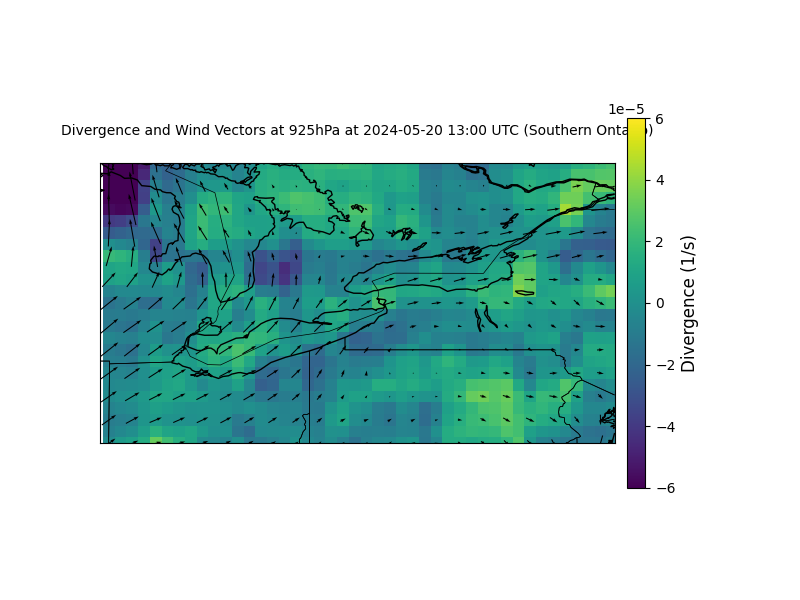 1e−5
6
Divergence and Wind Vectors at 925hPa at 2024-05-20 13:00 UTC (Southern Ontario)
4
2
0
−2
−4
−6
Divergence (1/s)